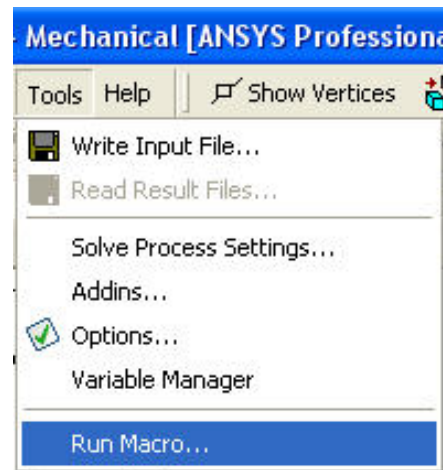 Mechanical [ANSYS Professiona
Tools Help Show Vertices
Write Input File...
Read Result Files...
Solve Process Settings...
Addins...
Options...
Variable Manager
Run Macro...